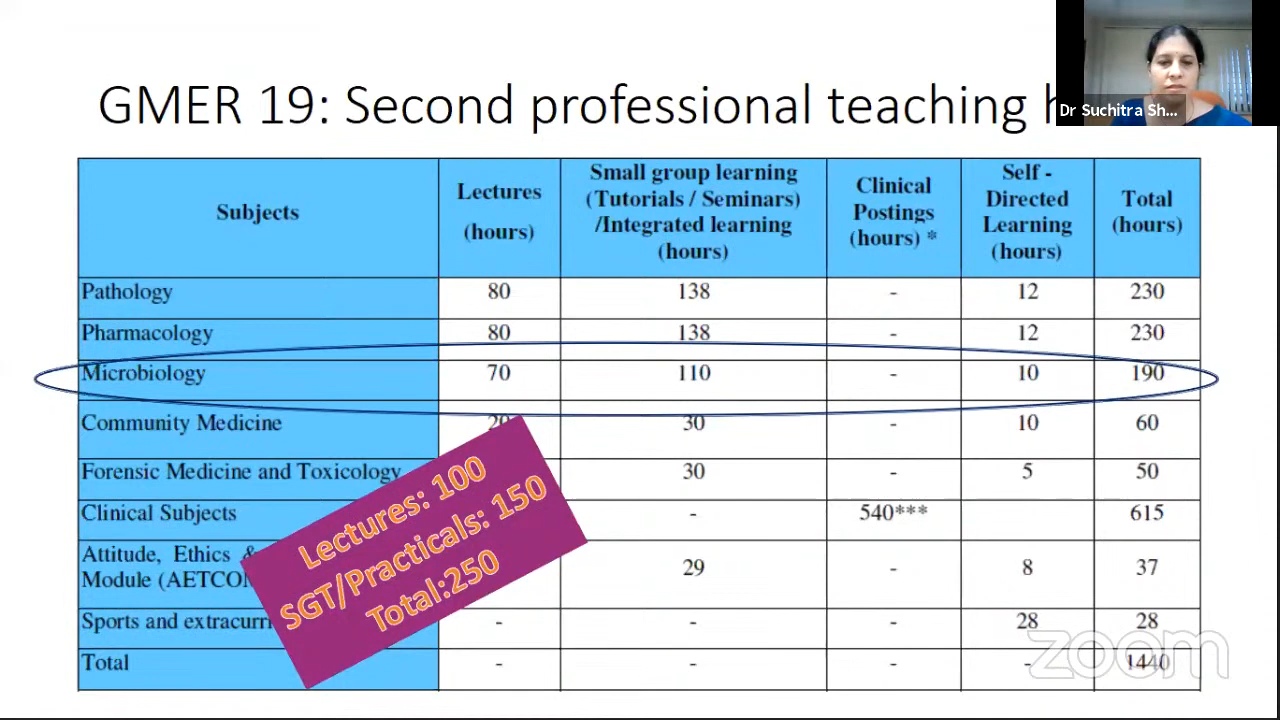 Dr Suchitra Sh...
GMER 19: Second professional teaching
Subjects
Lectures
(hours)
Small group learning
(Tutorials / Seminars)
/Integrated learning
(hours)
Clinical
Postings
(hours) *
Self -
Directed
Learning
(hours)
Total
(hours)
Pathology 80 138 - 12 230
Pharmacology 80 138 - 12 230
Microbiology 70 110 - 10 190
Community Medicine 20 30 - 10 60
Forensic Medicine and Toxicology 30 - 5 50
Clinical Subjects - 540*** 615
Attitude, Ethics &
Module (AETCOM 29 - 8 37
Sports and extracurri - - - 28 28
Total - - - - 1440
Lectures: 100
SGT/Practicals: 150
Total:250
zoom